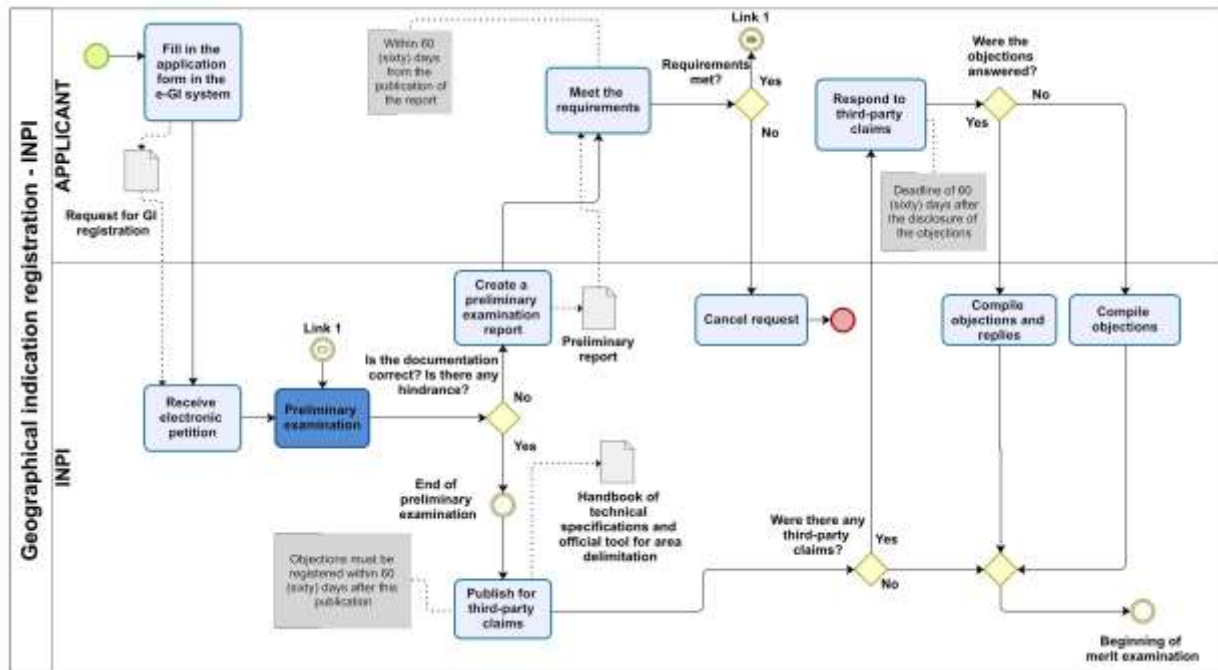 Geographical indication registration - INPI
APPLICANT
Fill in the
application
form in the
e-GI system
Request for GI
registration
Within 60
(sixty) days
from the
publication of
the report
Meet the
requirements
Link 1
Requirements
met?
Yes
No
Respond to
third-party
claims
Were the
objections
answered?
No
Yes
Deadline of 60
(sixty) days after
the disclosure of
the objections
INPI
Receive
electronic
petition
Link 1
Preliminary
examination
Is the documentation
correct? Is there any
hindrance?
No
Yes
Create a
preliminary
examination
report
Preliminary
report
Cancel request
Compile
objections and
replies
Compile
objections
End of
preliminary
examination
Handbook of
technical
specifications and
official tool for area
delimitation
Objections must be
registered within 60
(sixty) days after this
publication
Publish for
third-party
claims
Were there any
third-party
claims?
Yes
No
Beginning of
merit examination